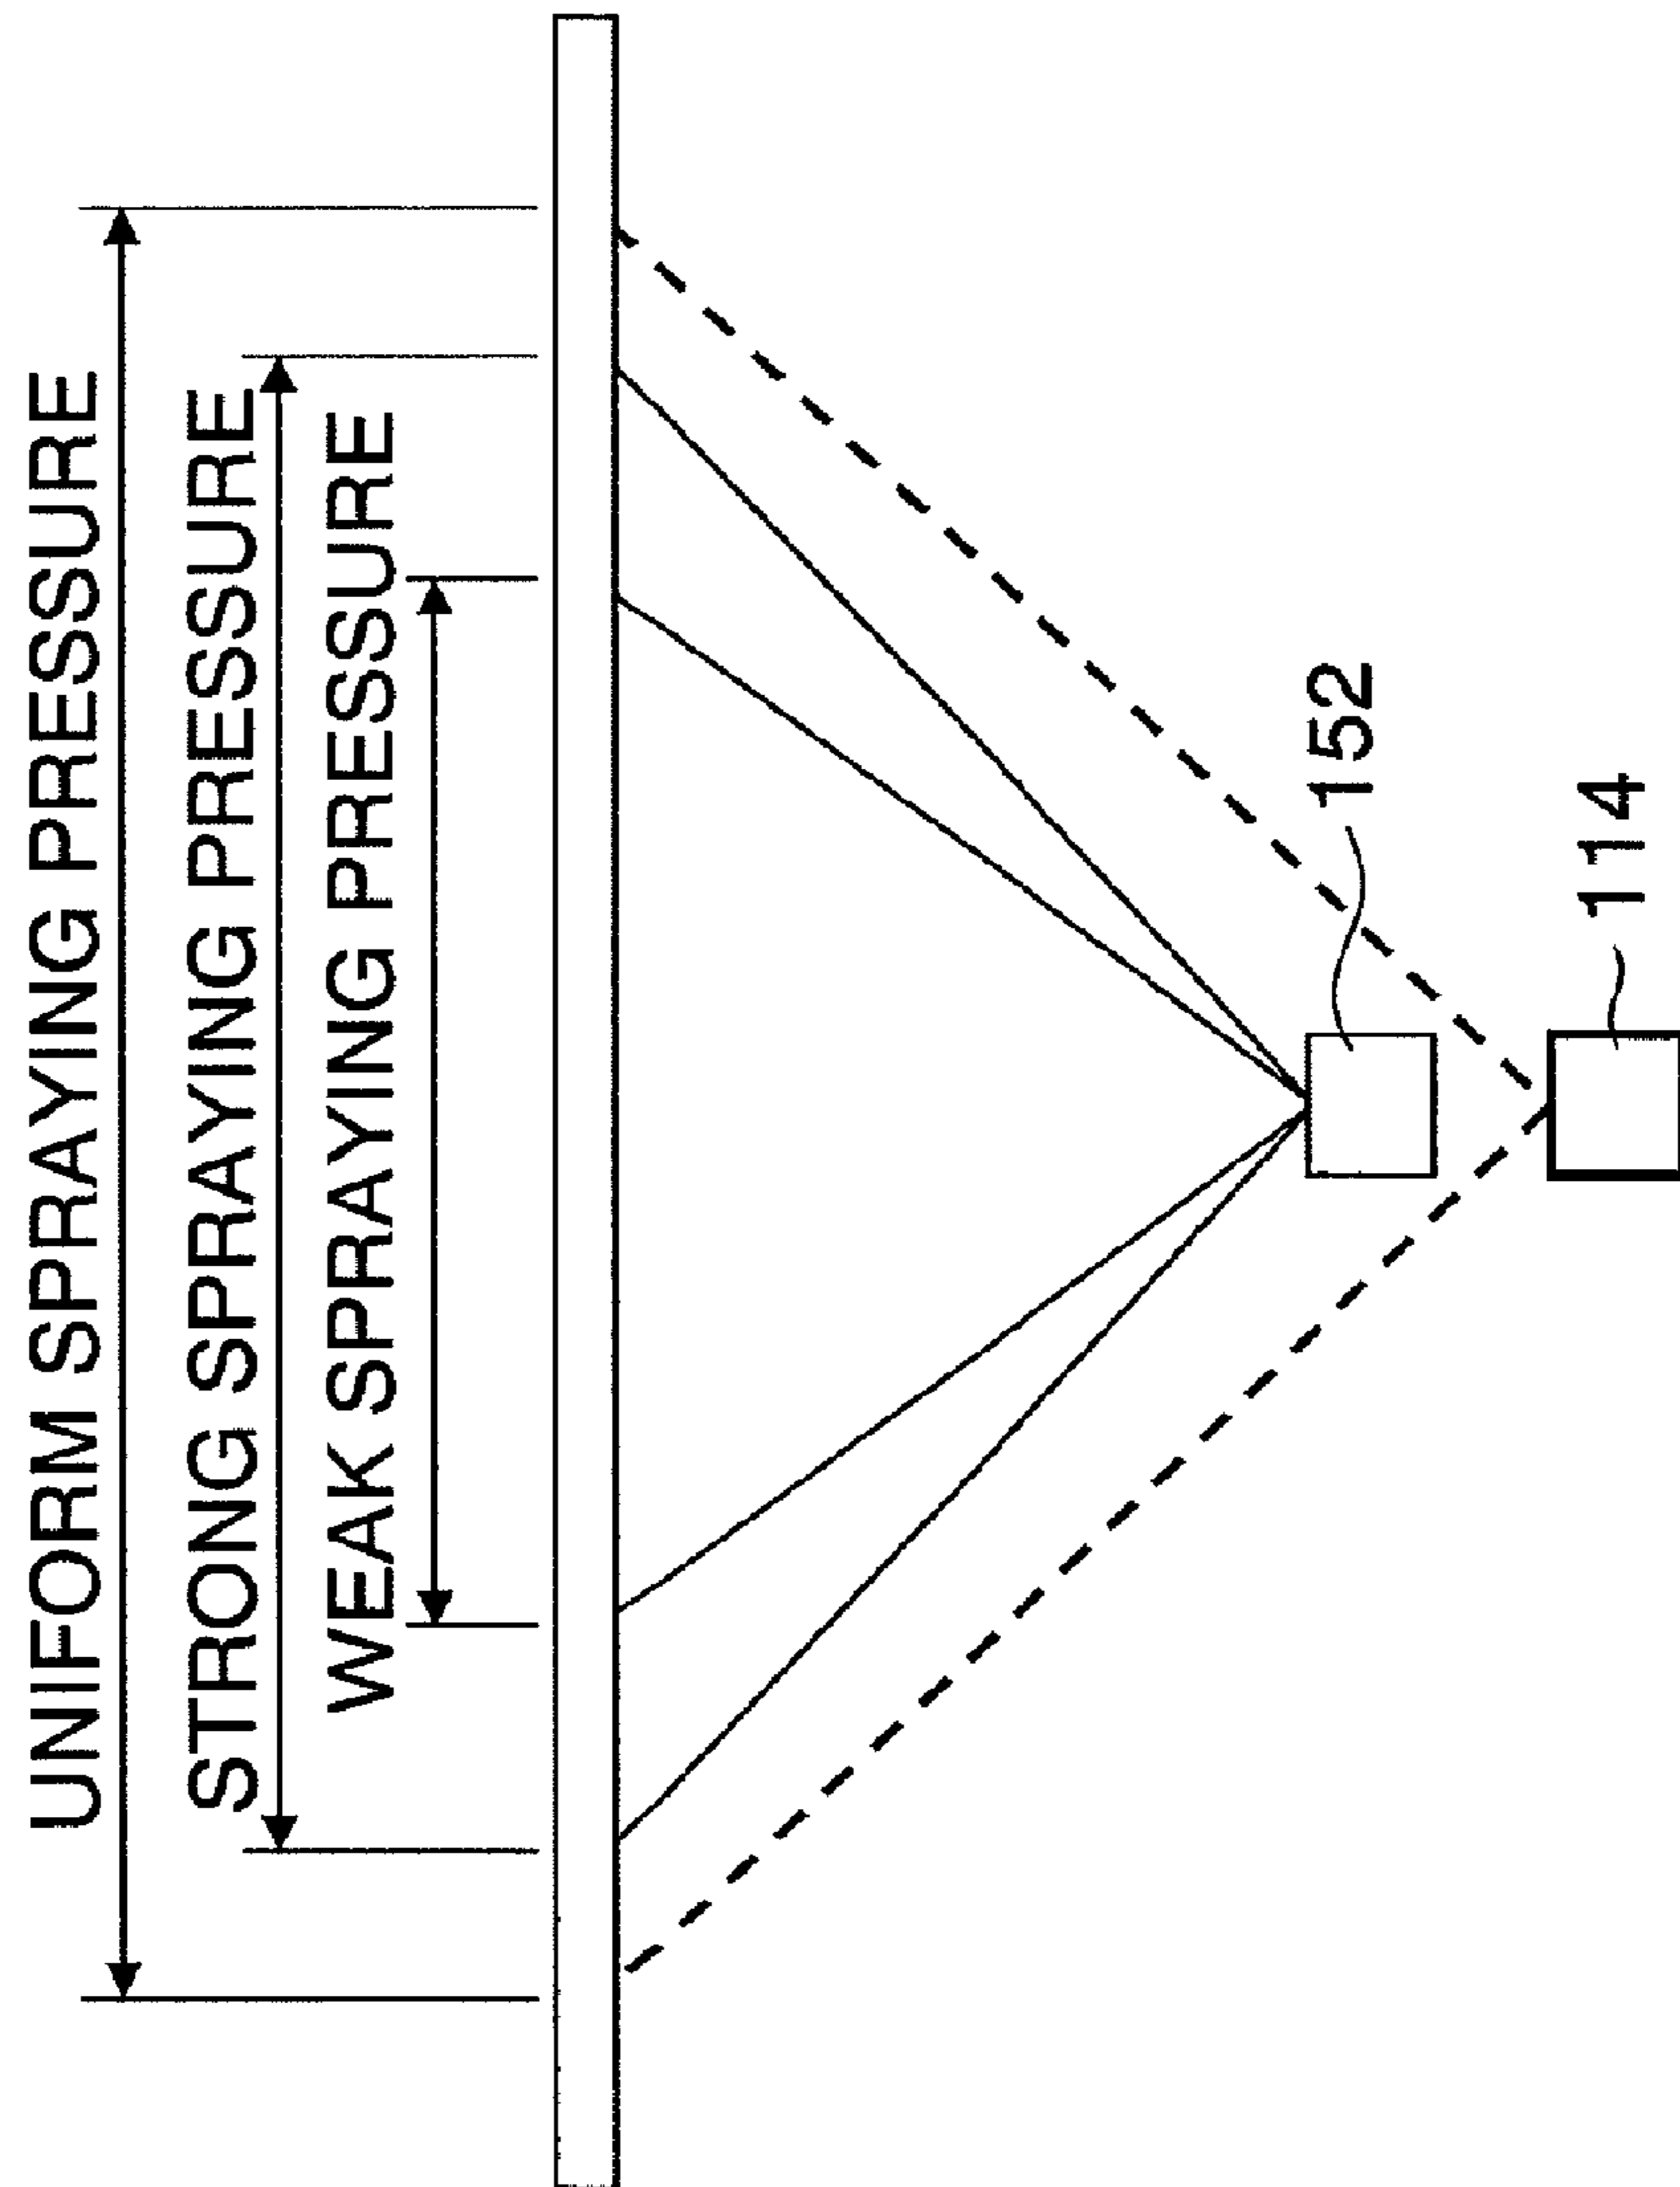 UNIFORM SPRAYING PRESSURE
STRONG SPRAYING PRESSURE
WEAK SPRAYING PRESSURE
152
114